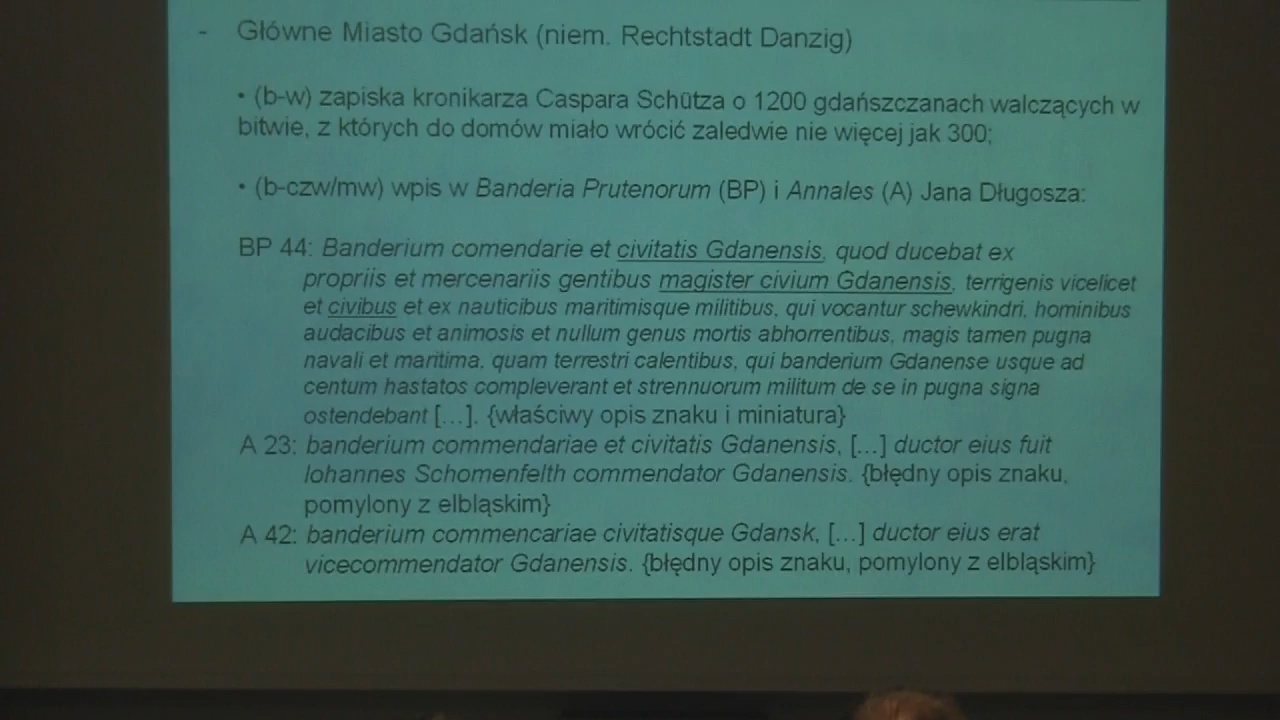 - Główne Miasto Gdańsk (niem. Rechtstadt Danzig)
• (b-w) zapiska kronikarza Caspara Schütza o 1200 gdańszczanach walczących w
bitwie, z których do domów miało wrócić zaledwie nie więcej jak 300;
• (b-czw/mw) wpis w Banderia Prutenorum (BP) i Annales (A) Jana Długosza:
BP 44: Banderium comendarie et civitatis Gdanensis, quod ducebat ex
propriis et mercenariis gentibus magister civium Gdanensis, terrigenis vicelicet
et civibus et ex nauticibus maritimisque militibus, qui vocantur schewkindri, hominibus
audacibus et animosis et nullum genus mortis abhorrentibus, magis tamen pugna
navali et maritima, quam terrestri calentibus, qui banderium Gdanense usque ad
centum hastatos compleverant et strennuorum militum de se in pugna signa
ostendebant [...]. {właściwy opis znaku i miniatura}
A 23: banderium commendariae et civitatis Gdanensis, [...] ductor eius fuit
Iohannes Schomenfelth commendator Gdanensis. {błędny opis znaku,
pomylony z elbląskim}
A 42: banderium commencariae civitatisque Gdansk, [...] ductor eius erat
vicecommendator Gdanensis. {błędny opis znaku, pomylony z elbląskim}